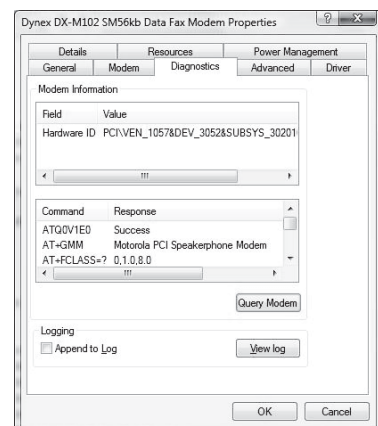 Dynex DX-M102 SM56kb Data Fax Modem Properties
Details Resources Power Management
General Modem Diagnostics Advanced Driver
Modem Information
Field Value
Hardware ID PCI\VEN_1057&DEV_3052&SUBSYS_30201
Command Response
ATQ0V1E0 Success
AT+GMM Motorola PCI Speakerphone Modem
AT+FCLASS=? 0,1.0,8.0
Query Modem
Logging
Append to Log View log
OK Cancel